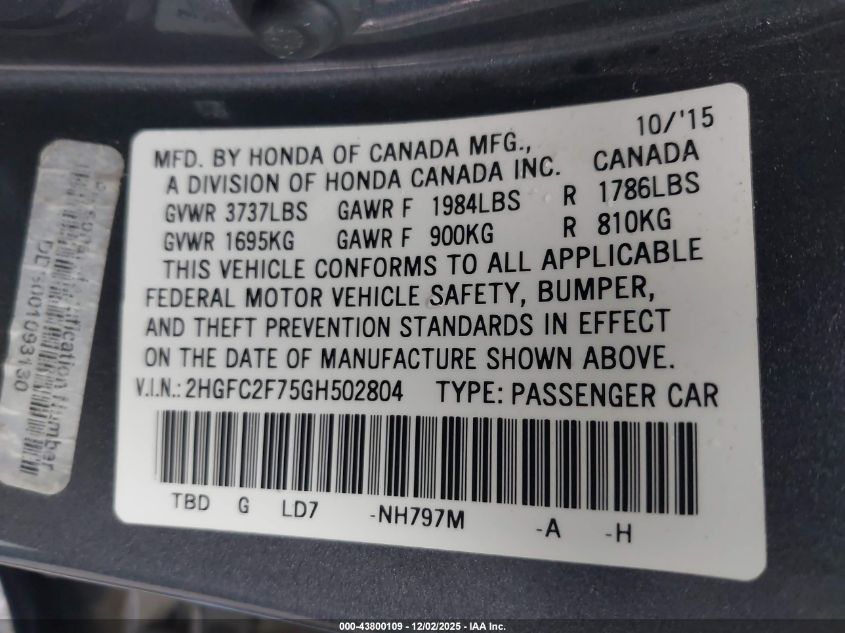 10/'15
MFD. BY HONDA OF CANADA MFG., CANADA
A DIVISION OF HONDA CANADA INC.
GVWR 3737LBS GAWR F 1984LBS R 1786LBS
GVWR 1695KG GAWR F 900KG R 810KG
THIS VEHICLE CONFORMS TO ALL APPLICABLE
FEDERAL MOTOR VEHICLE SAFETY, BUMPER,
AND THEFT PREVENTION STANDARDS IN EFFECT
ON THE DATE OF MANUFACTURE SHOWN ABOVE.
V.I.N.: 2HGFC2F75GH502804 TYPE: PASSENGER CAR
TBD G LD7 -NH797M -A -H
Number
000-43800109 - 12/02/2025 - IAA Inc.